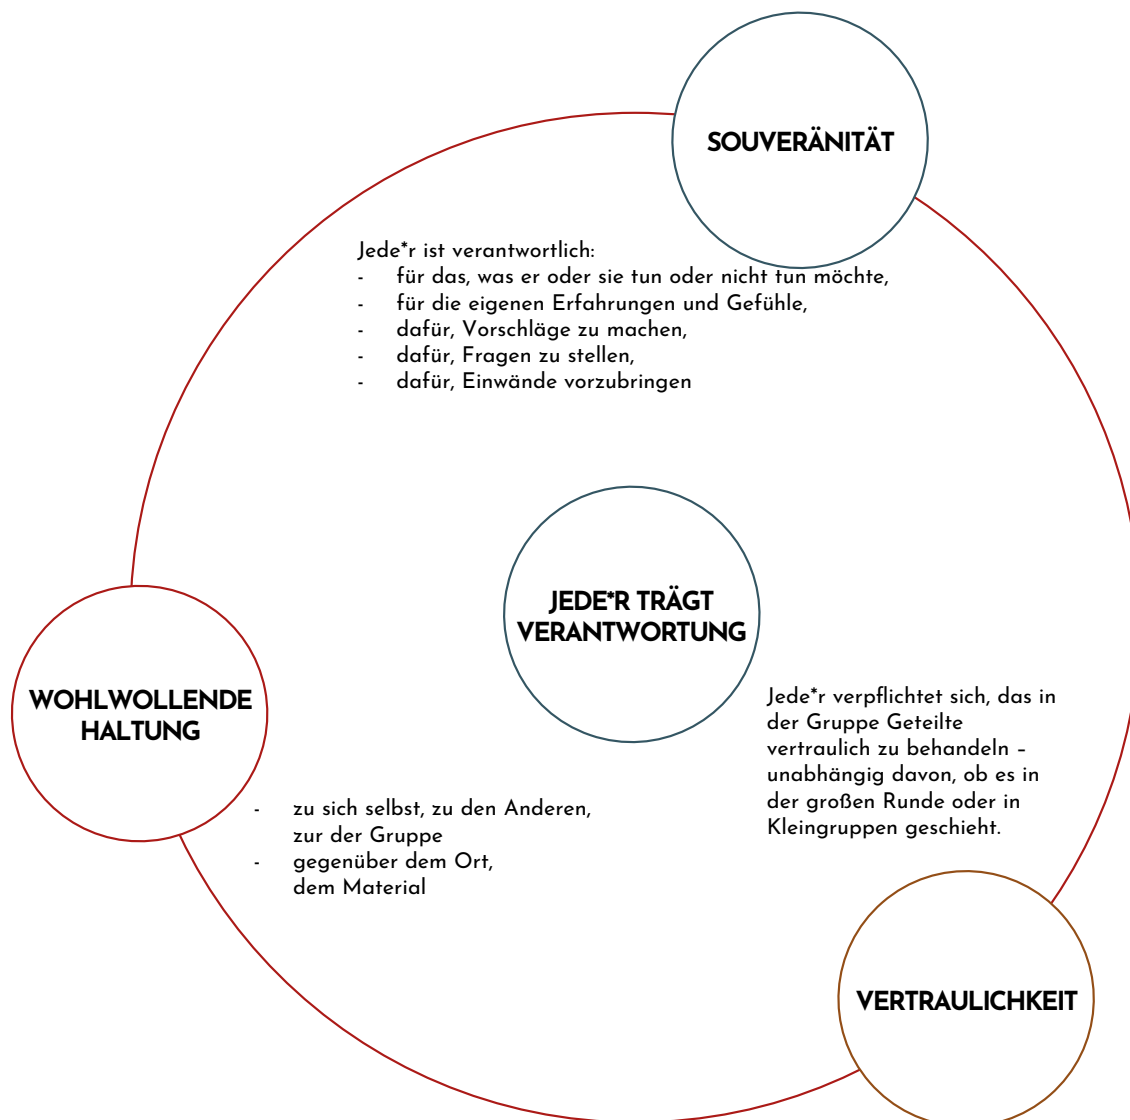 SOUVERÄNITÄT
Jede*r ist verantwortlich:
- für das, was er oder sie tun oder nicht tun möchte,
- für die eigenen Erfahrungen und Gefühle,
- dafür, Vorschläge zu machen,
- dafür, Fragen zu stellen,
- dafür, Einwände vorzubringen
JEDE*R TRÄGT
VERANTWORTUNG
WOHLWOLLENDE
HALTUNG
- zu sich selbst, zu den Anderen,
zur der Gruppe
- gegenüber dem Ort,
dem Material
Jede*r verpflichtet sich, das in
der Gruppe Geteilte
vertraulich zu behandeln –
unabhängig davon, ob es in
der großen Runde oder in
Kleingruppen geschieht.
VERTRAULICHKEIT